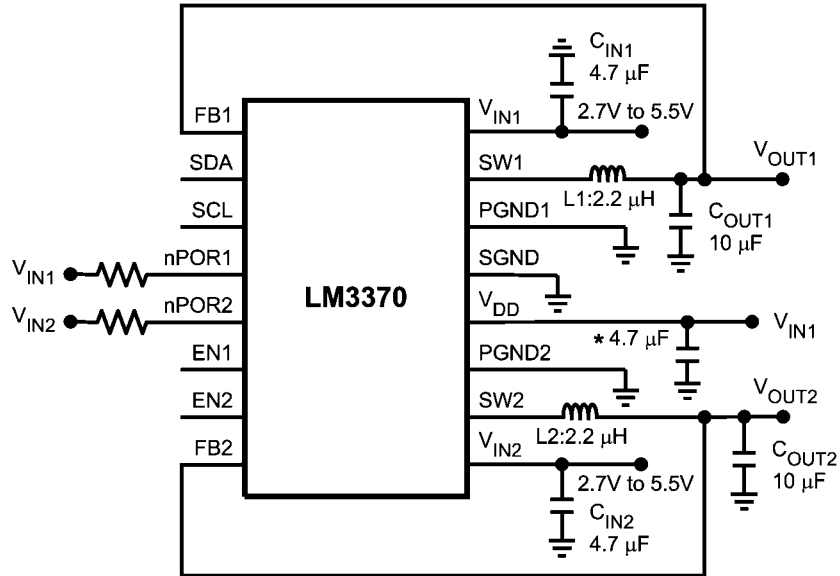 C_IN1
4.7 μF
FB1
V_IN1
2.7V to 5.5V
SDA
SW1
V_OUT1
L1:2.2 μH
SCL
PGND1
C_OUT1
10 μF
V_IN1
nPOR1
SGND
LM3370
V_IN2
nPOR2
V_DD
* 4.7 μF
V_IN1
EN1
PGND2
EN2
SW2
V_OUT2
L2:2.2 μH
FB2
V_IN2
2.7V to 5.5V
C_OUT2
10 μF
C_IN2
4.7 μF